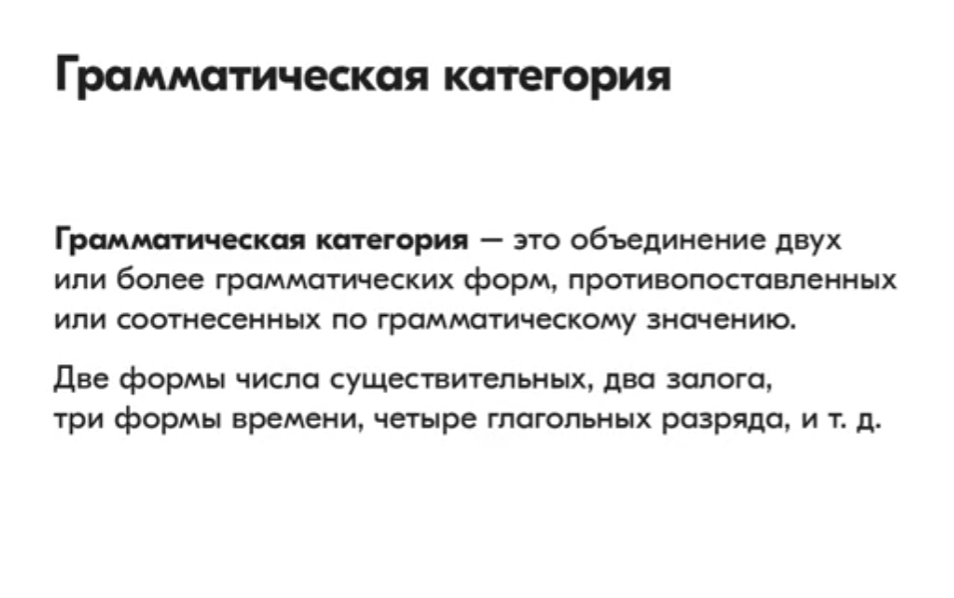 Грамматическая категория
Грамматическая категория — это объединение двух
или более грамматических форм, противопоставленных
или соотнесенных по грамматическому значению.
Две формы числа существительных, два залога,
три формы времени, четыре глагольных разряда, и т. д.